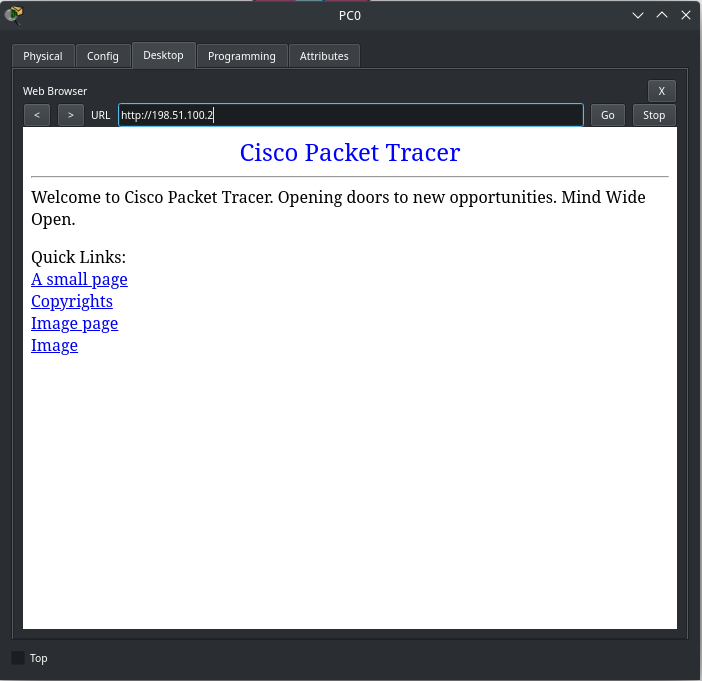 PC0
Physical Config Desktop Programming Attributes
Web Browser
X
< > URL http://198.51.100.2 Go Stop
Cisco Packet Tracer
Welcome to Cisco Packet Tracer. Opening doors to new opportunities. Mind Wide
Open.
Quick Links:
A small page
Copyrights
Image page
Image
Top